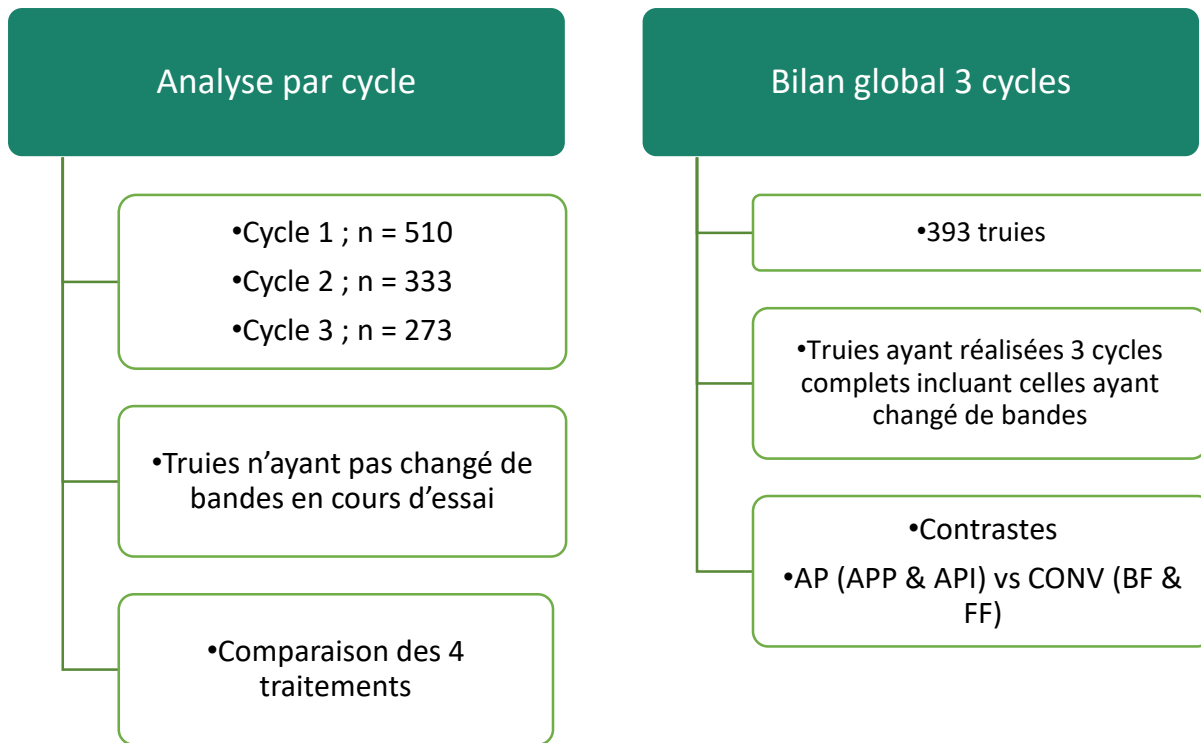 Analyse par cycle
•Cycle 1 ; n = 510
•Cycle 2 ; n = 333
•Cycle 3 ; n = 273
•Truies n’ayant pas changé de
bandes en cours d’essai
•Comparaison des 4
traitements
Bilan global 3 cycles
•393 truies
•Truies ayant réalisées 3 cycles
complets incluant celles ayant
changé de bandes
•Contrastes
•AP (APP & API) vs CONV (BF &
FF)